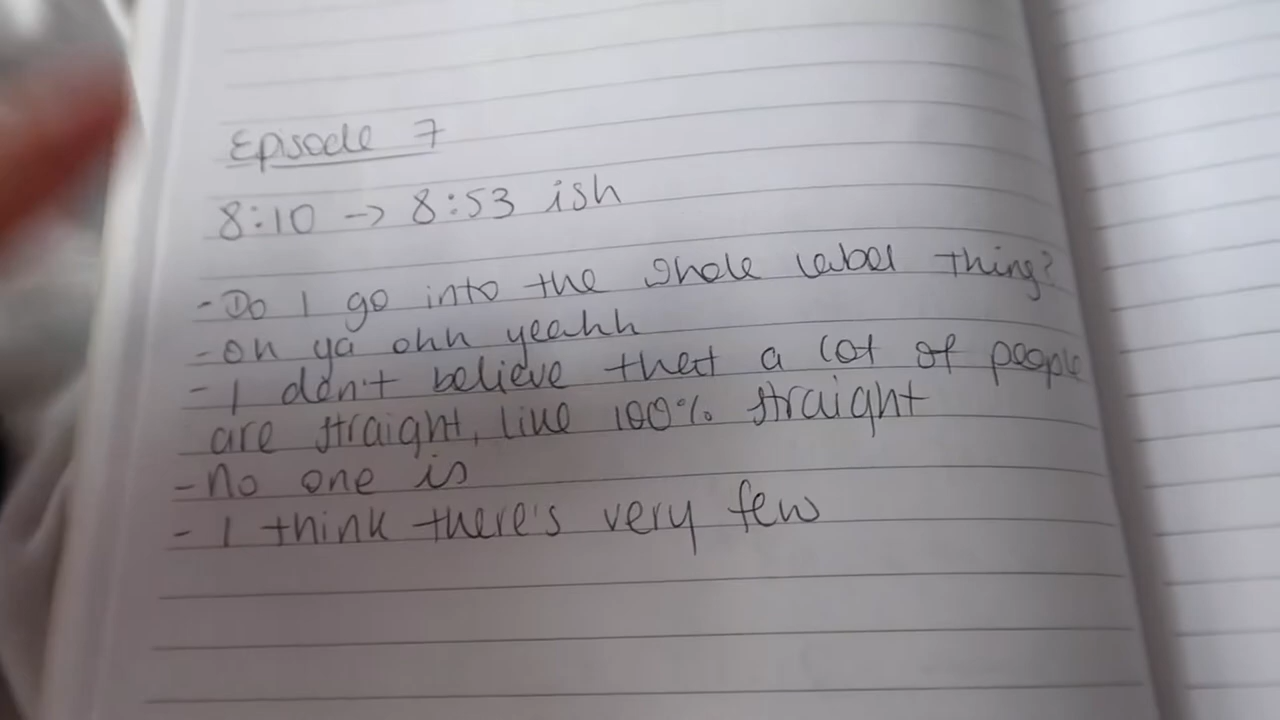 Episode 7
8:10 -> 8:53 ish
- Do I go into the whole label thing?
- oh ya ohh yeahh
- I don't believe that a lot of people
are straight, like 100% straight
- no one is
- I think there's very few